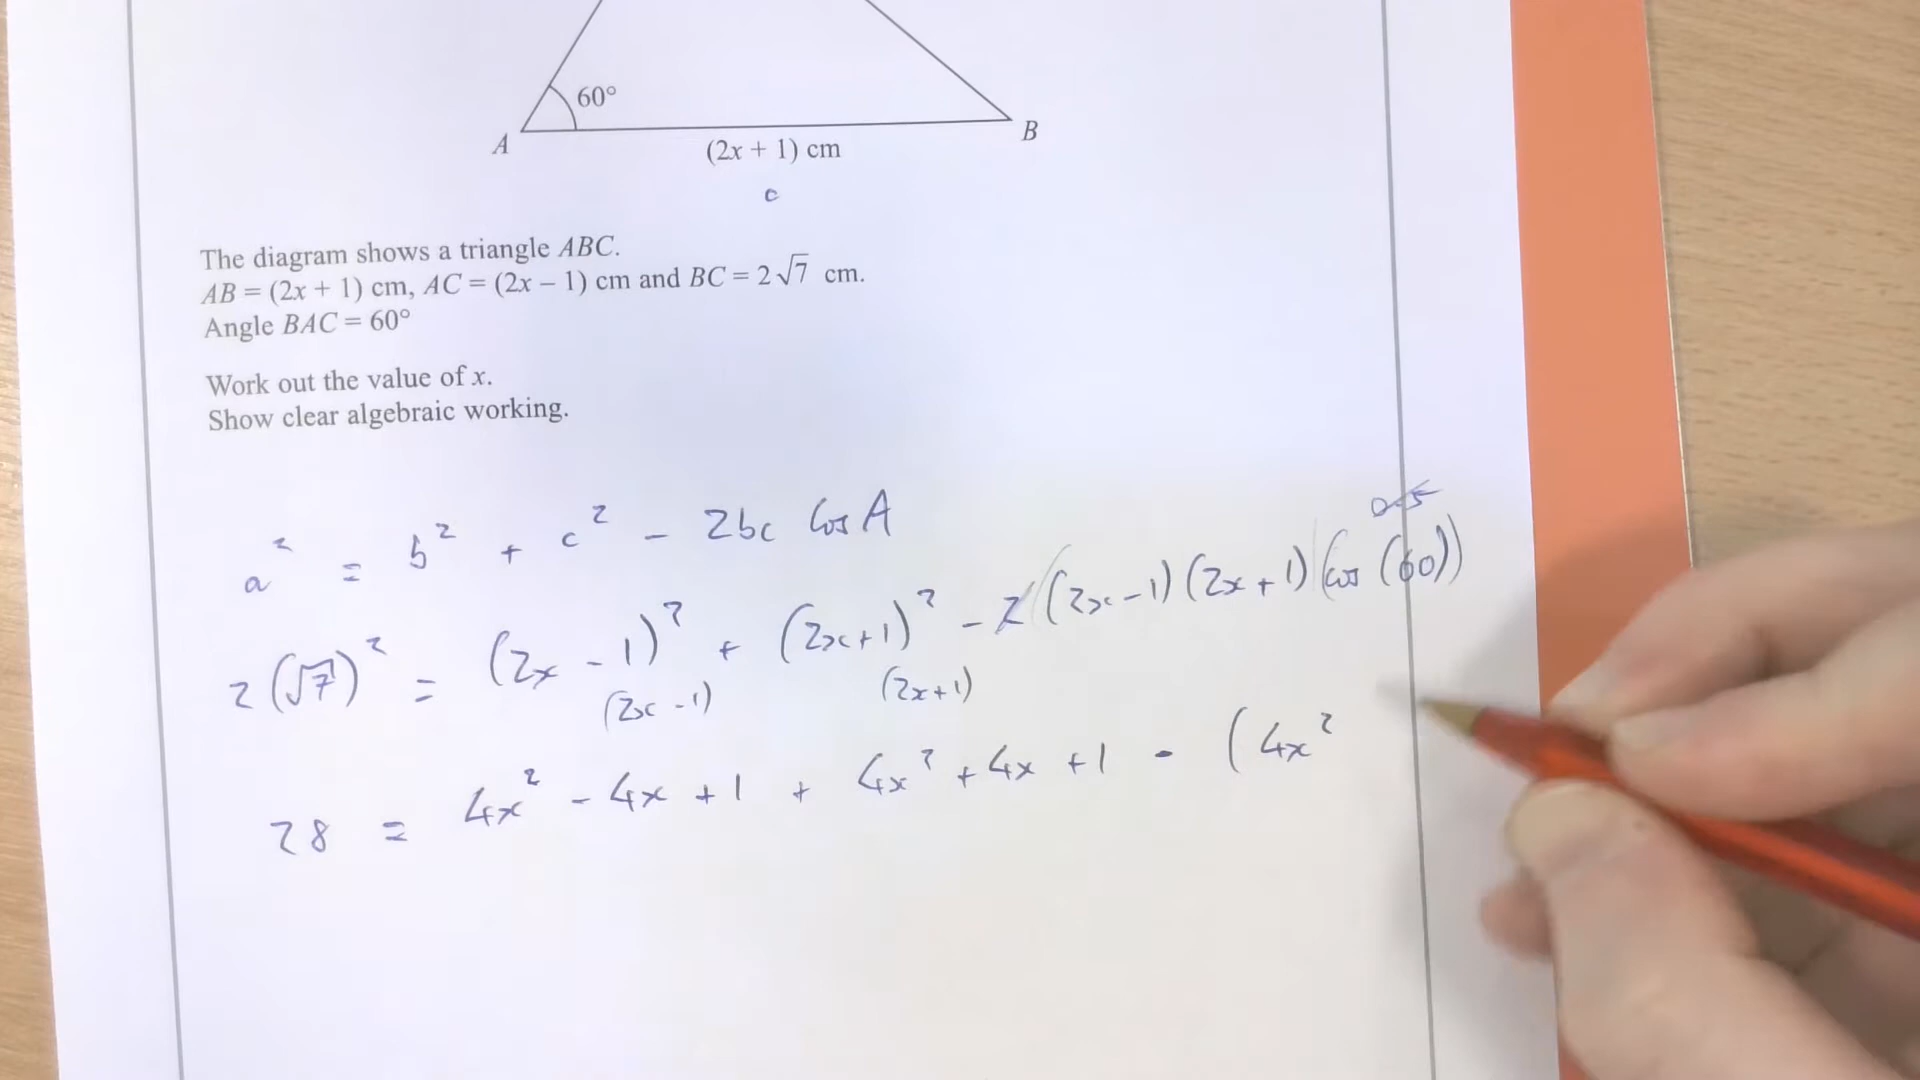 60°
A
B
(2x + 1) cm
c
The diagram shows a triangle ABC.
AB = (2x + 1) cm, AC = (2x – 1) cm and BC = 2√7 cm.
Angle BAC = 60°
Work out the value of x.
Show clear algebraic working.
a² = b² + c² - 2bc Cos A
0.5
2(√7)² = (2x - 1)² + (2x+1)² - 2((2x-1)(2x+1)(Cos(60))
(2x - 1) (2x+1)
28 = 4x² - 4x + 1 + 4x² + 4x + 1 - (4x²